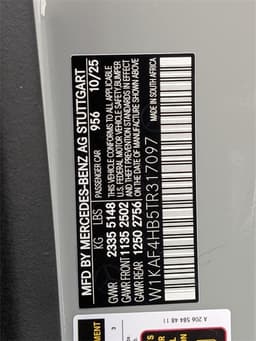 MFD BY MERCEDES-BENZ AG STUTTGART
PASSENGER CAR 956 10/25
KG LBS
GVWR 2335 5148
GAWR FRONT 1135 2502
GAWR REAR 1250 2756
THIS VEHICLE CONFORMS TO ALL APPLICABLE
U.S. FEDERAL MOTOR VEHICLE SAFETY, BUMPER
AND THEFT PREVENTION STANDARDS IN EFFECT
ON THE DATE OF MANUFACTURE SHOWN ABOVE
W1KAF4HB5TR317097
MADE IN SOUTH AFRICA
A 206 584 48 11